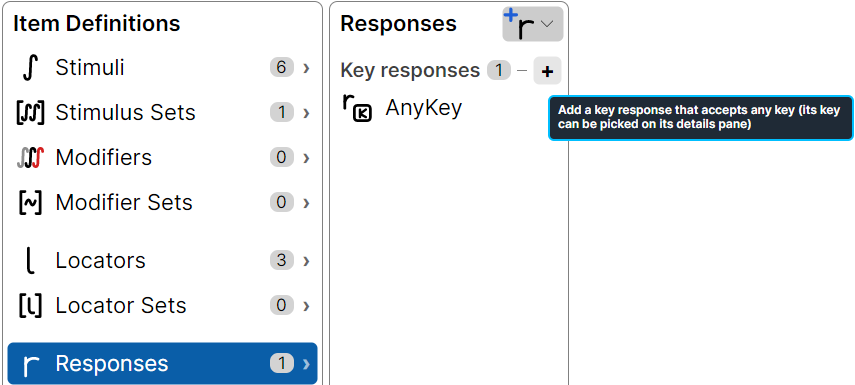 Item Definitions
Stimuli 6
Stimulus Sets 1
Modifiers 0
Modifier Sets 0
Locators 3
Locator Sets 0
Responses 1
Responses
Key responses 1
AnyKey
Add a key response that accepts any key (its key
can be picked on its details pane)